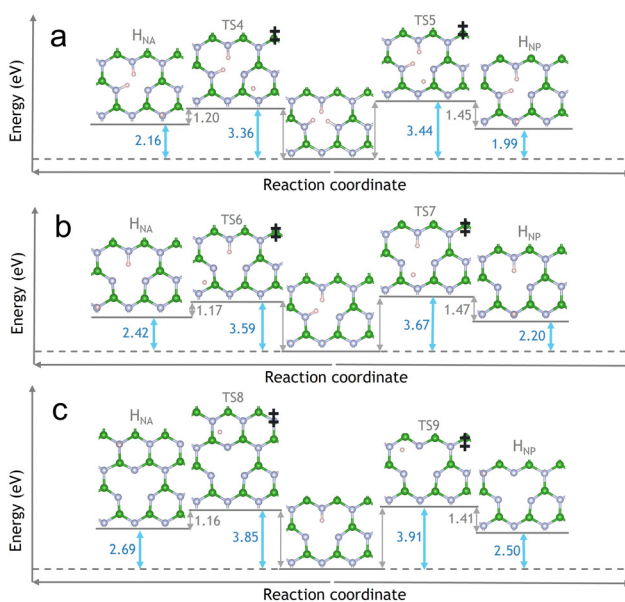 a
Energy (eV)
H_NA
TS4
‡
TS5
‡
H_NP
2.16
1.20
3.36
3.44
1.45
1.99
Reaction coordinate
b
Energy (eV)
H_NA
TS6
‡
TS7
‡
H_NP
2.42
1.17
3.59
3.67
1.47
2.20
Reaction coordinate
c
Energy (eV)
H_NA
TS8
‡
TS9
‡
H_NP
2.69
1.16
3.85
3.91
1.41
2.50
Reaction coordinate